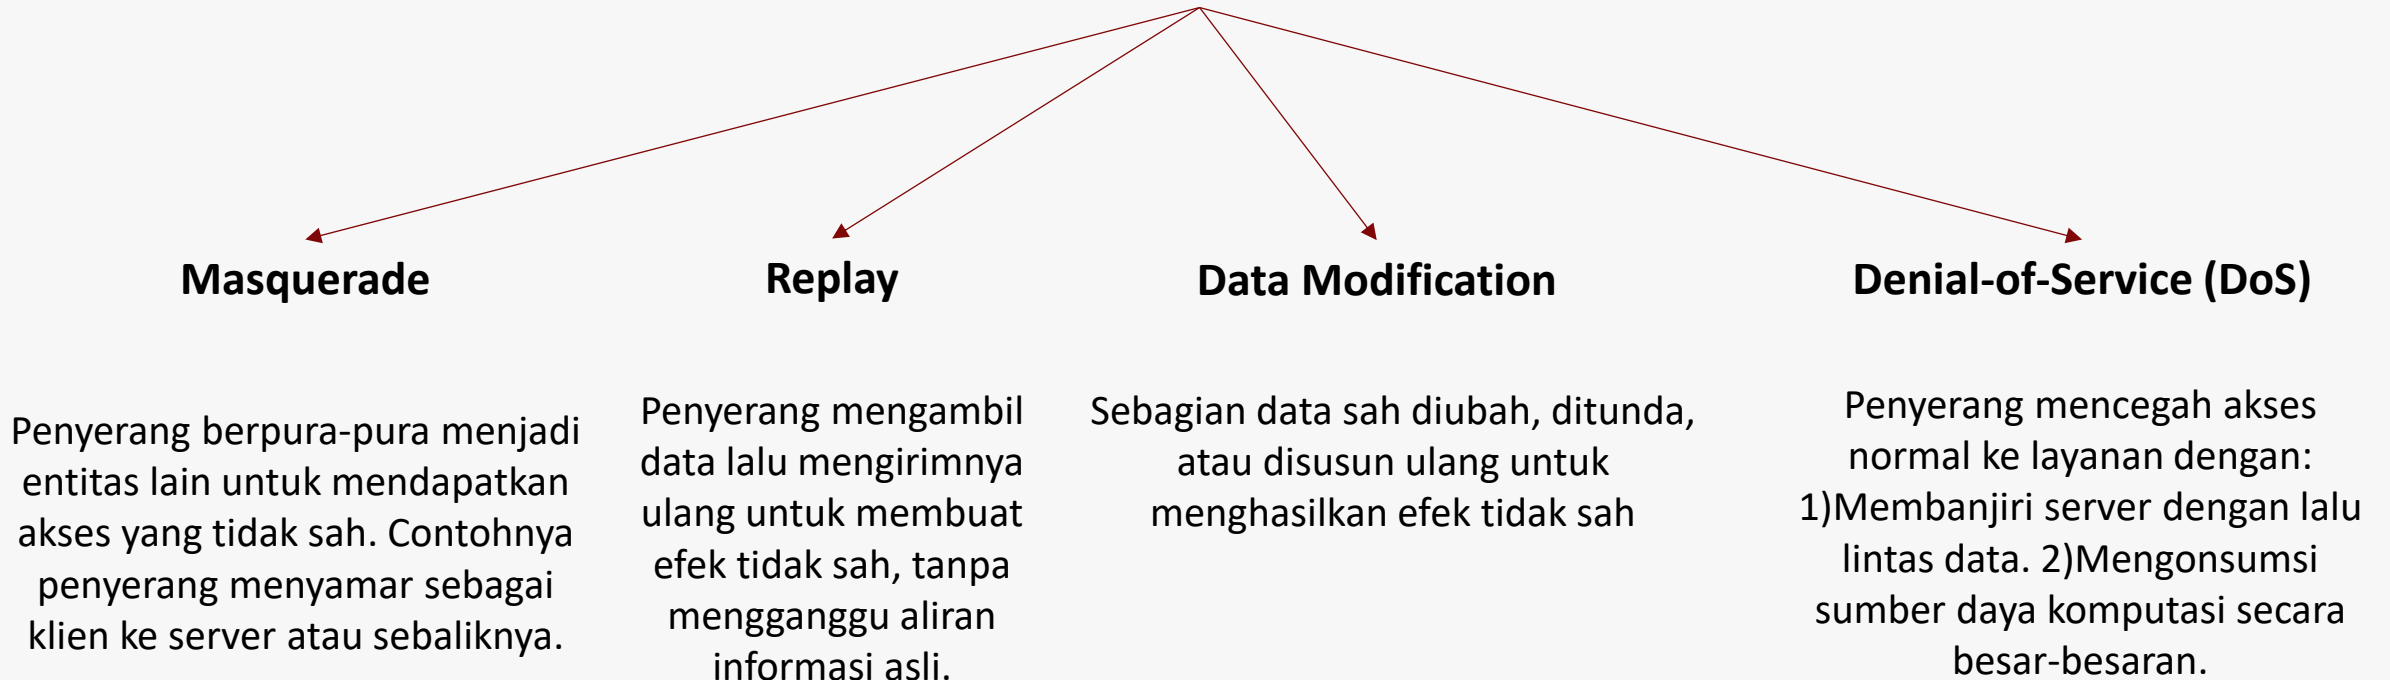 Masquerade
Penyerang berpura-pura menjadi
entitas lain untuk mendapatkan
akses yang tidak sah. Contohnya
penyerang menyamar sebagai
klien ke server atau sebaliknya.
Replay
Penyerang mengambil
data lalu mengirimnya
ulang untuk membuat
efek tidak sah, tanpa
mengganggu aliran
informasi asli.
Data Modification
Sebagian data sah diubah, ditunda,
atau disusun ulang untuk
menghasilkan efek tidak sah
Denial-of-Service (DoS)
Penyerang mencegah akses
normal ke layanan dengan:
1)Membanjiri server dengan lalu
lintas data. 2)Mengonsumsi
sumber daya komputasi secara
besar-besaran.